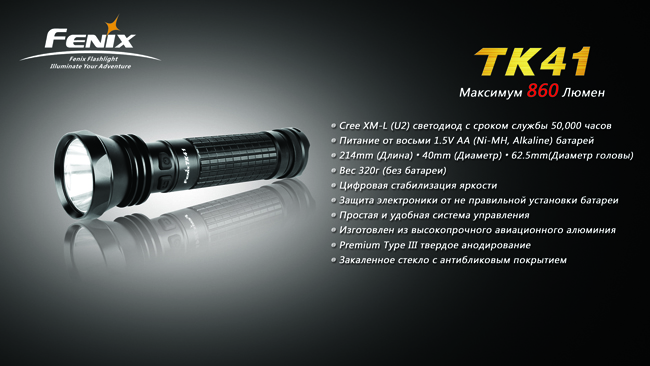 FENIX
Fenix Flashlight
Illuminate Your Adventure
TK41
Максимум 860 Люмен
Fenix TK41
• Cree XM-L (U2) светодиод с сроком службы 50,000 часов
• Питание от восьми 1.5V AA (Ni-MH, Alkaline) батарей
• 214mm (Длина) • 40mm (Диаметр) • 62.5mm(Диаметр головы)
• Вес 320г (без батареи)
• Цифровая стабилизация яркости
• Защита электроники от не правильной установки батареи
• Простая и удобная система управления
• Изготовлен из высокопрочного авиационного алюминия
• Premium Type III твердое анодирование
• Закаленное стекло с антибликовым покрытием